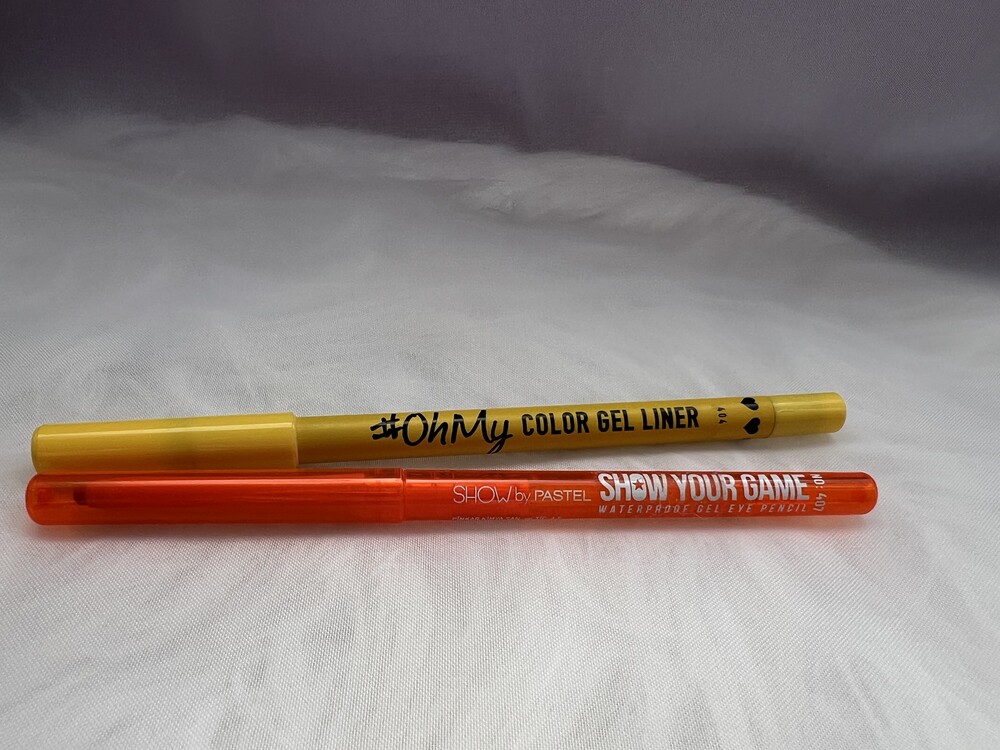 #OhMy COLOR GEL LINER
404
SHOW by PASTEL SHOW YOUR GAME
WATERPROOF GEL EYE PENCIL
NO: 407